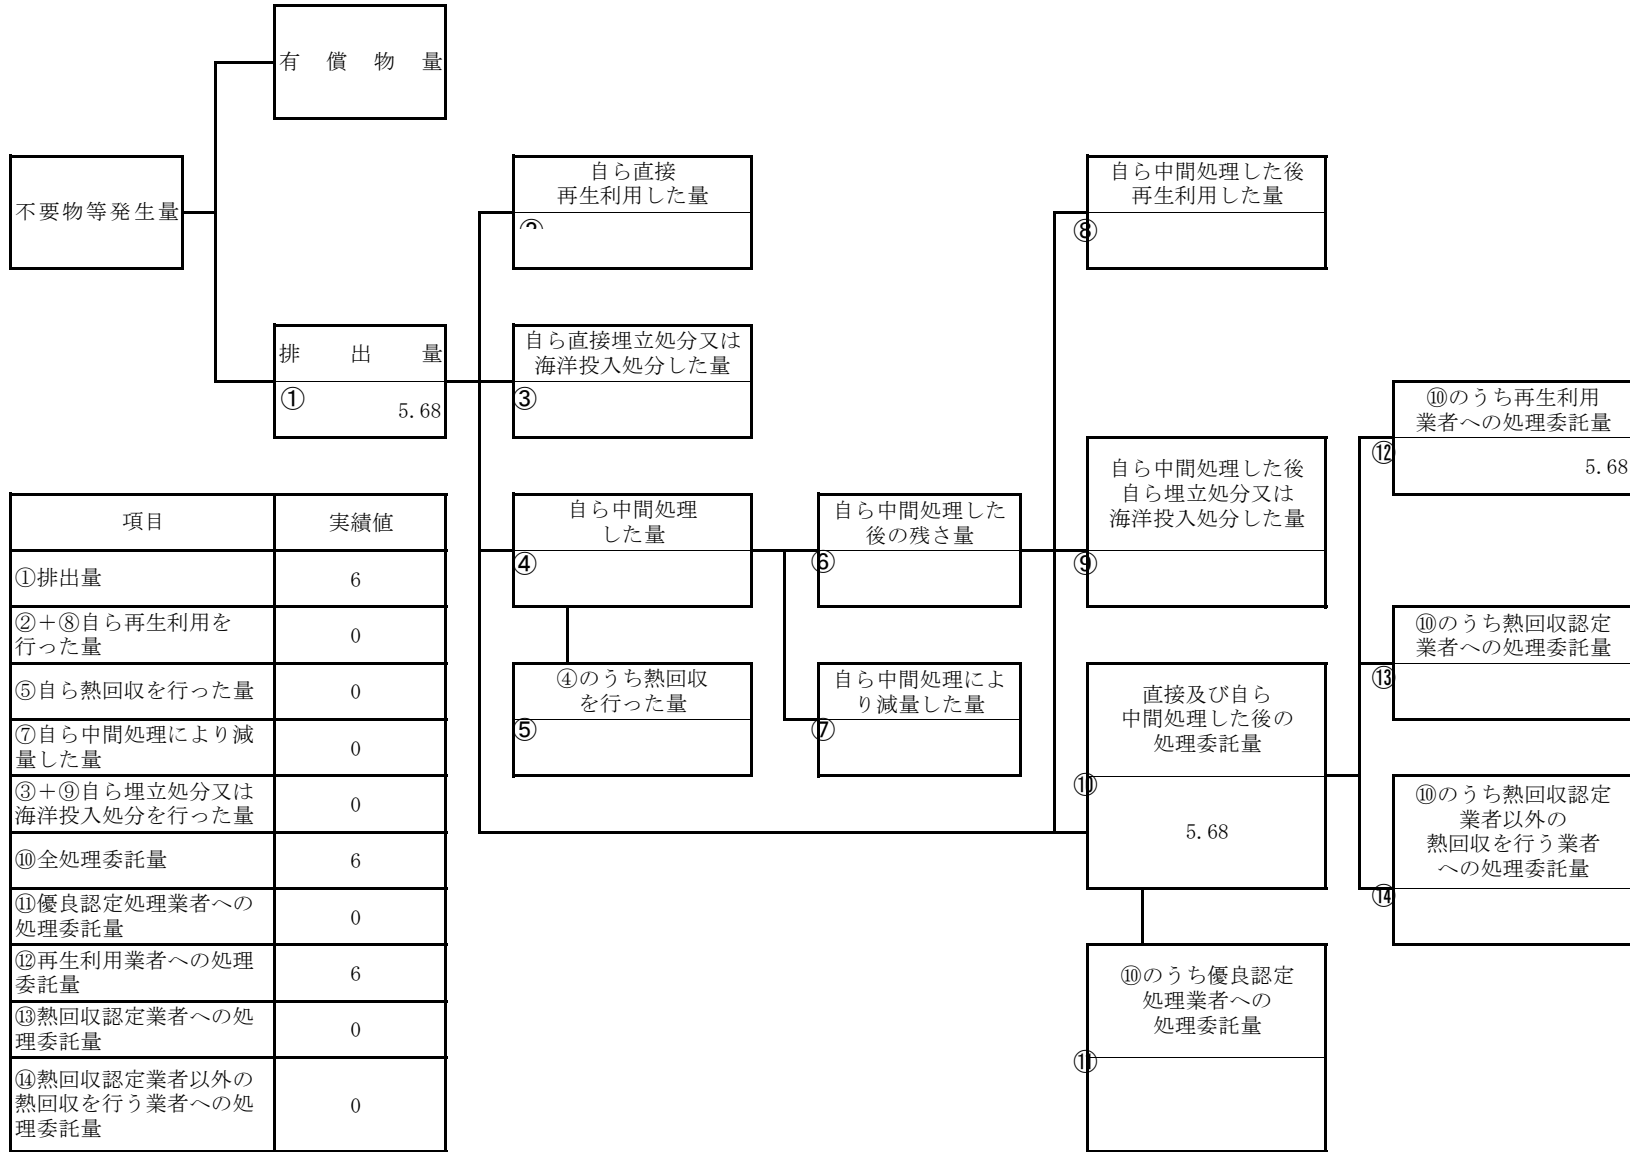 有償物量
不要物等発生量
自ら直接
再生利用した量
②
自ら中間処理した後
再生利用した量
⑧
排出量
①
5.68
自ら直接埋立処分又は
海洋投入処分した量
③
⑩のうち再生利用
業者への処理委託量
⑫
5.68
自ら中間処理
した量
④
自ら中間処理した
後の残さ量
⑥
自ら中間処理した後
自ら埋立処分又は
海洋投入処分した量
⑨
⑩のうち熱回収認定
業者への処理委託量
⑬
④のうち熱回収
を行った量
⑤
自ら中間処理によ
り減量した量
⑦
直接及び自ら
中間処理した後の
処理委託量
⑩
5.68
⑩のうち熱回収認定
業者以外の
熱回収を行う業者
への処理委託量
⑭
⑩のうち優良認定
処理業者への
処理委託量
⑪
項目 実績値
①排出量 6
②＋⑧自ら再生利用を
行った量 0
⑤自ら熱回収を行った量 0
⑦自ら中間処理により減
量した量 0
③＋⑨自ら埋立処分又は
海洋投入処分を行った量 0
⑩全処理委託量 6
⑪優良認定処理業者への
処理委託量 0
⑫再生利用業者への処理
委託量 6
⑬熱回収認定業者への処
理委託量 0
⑭熱回収認定業者以外の
熱回収を行う業者への処
理委託量 0